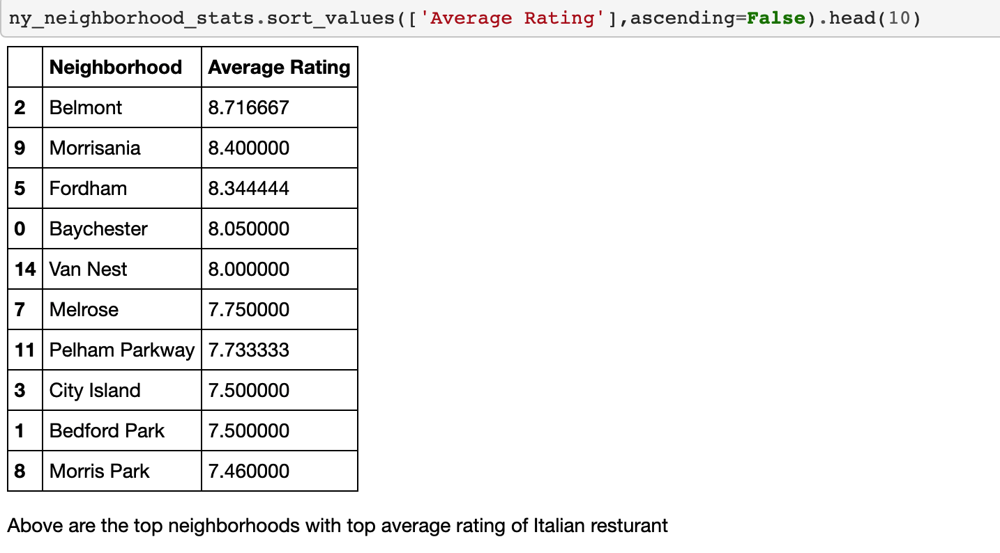 ny_neighborhood_stats.sort_values(['Average Rating'],ascending=False).head(10)
Neighborhood Average Rating
2 Belmont 8.716667
9 Morrisania 8.400000
5 Fordham 8.344444
0 Baychester 8.050000
14 Van Nest 8.000000
7 Melrose 7.750000
11 Pelham Parkway 7.733333
3 City Island 7.500000
1 Bedford Park 7.500000
8 Morris Park 7.460000
Above are the top neighborhoods with top average rating of Italian resturant